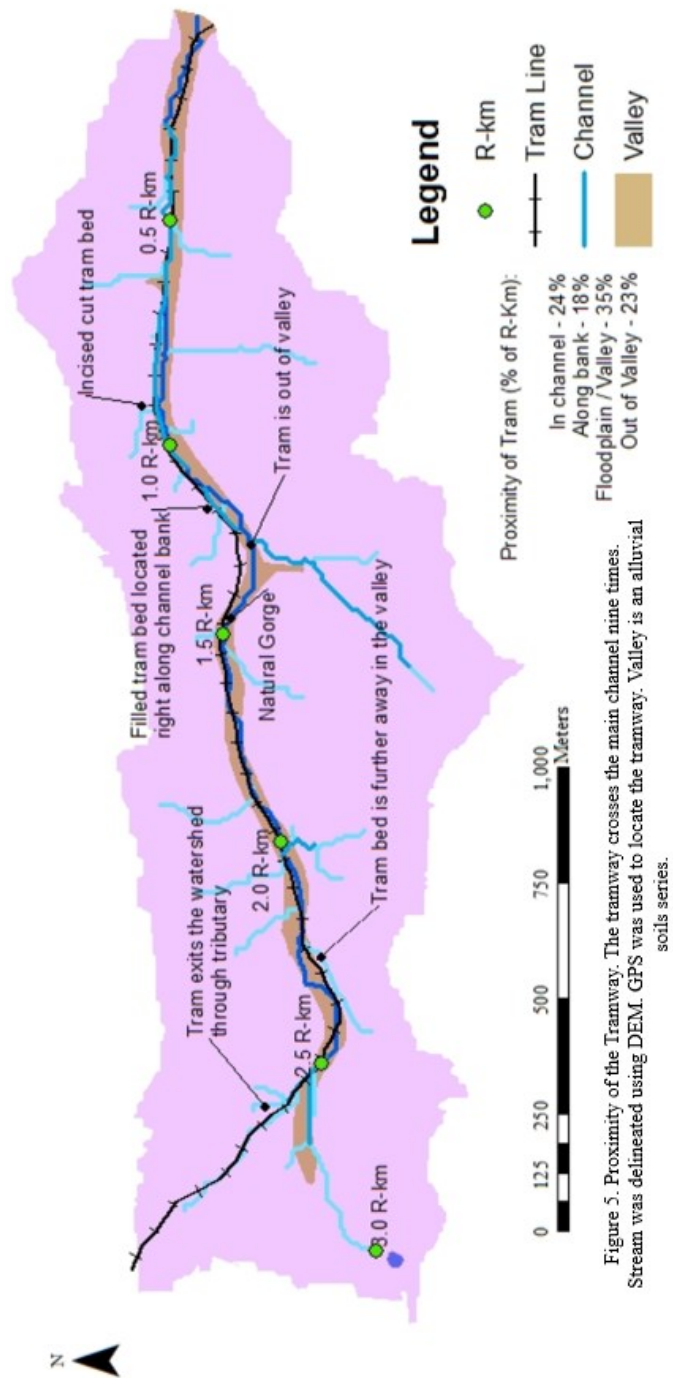 N
Tram exits the watershed
through tributary
Filled tram bed located
right along channel bank
Incised cut tram bed
3.0 R-km
2.5 R-km
2.0 R-km
1.5 R-km
1.0 R-km
0.5 R-km
Natural Gorge
Tram is out of valley
Tram bed is further away in the valley
0 125 250 500 750 1,000
Meters
Proximity of Tram (% of R-Km):
In channel - 24%
Along bank - 18%
Floodplain / Valley - 35%
Out of Valley - 23%
Legend
R-km
Tram Line
Channel
Valley
Figure 5. Proximity of the Tramway. The tramway crosses the main channel nine times.
Stream was delineated using DEM. GPS was used to locate the tramway. Valley is an alluvial
soils series.